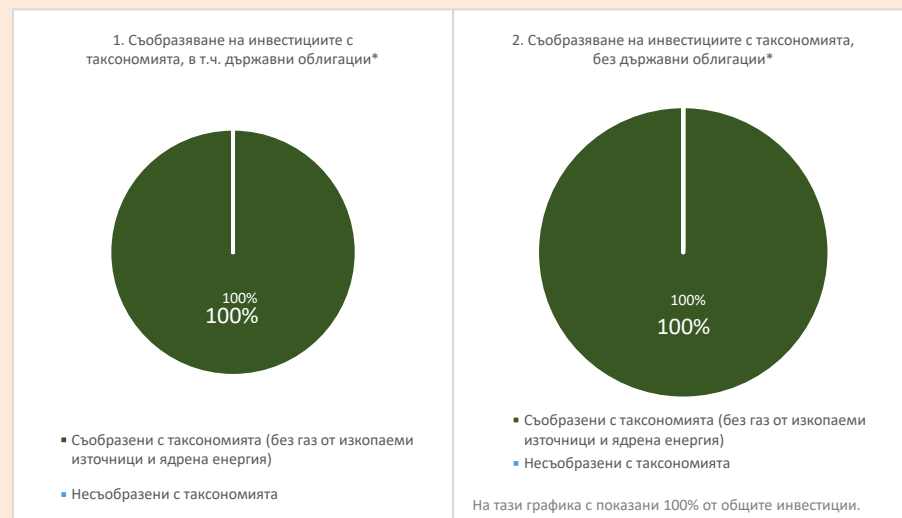 1. Съобразяване на инвестициите с
таксономията, в т.ч. държавни облигации*
100%
100%
▪ Съобразени с таксономията (без газ от изкопаеми
източници и ядрена енергия)
▪ Несъобразени с таксономията
2. Съобразяване на инвестициите с таксономията,
без държавни облигации*
100%
100%
▪ Съобразени с таксономията (без газ от изкопаеми
източници и ядрена енергия)
▪ Несъобразени с таксономията
На тази графика с показани 100% от общите инвестиции.